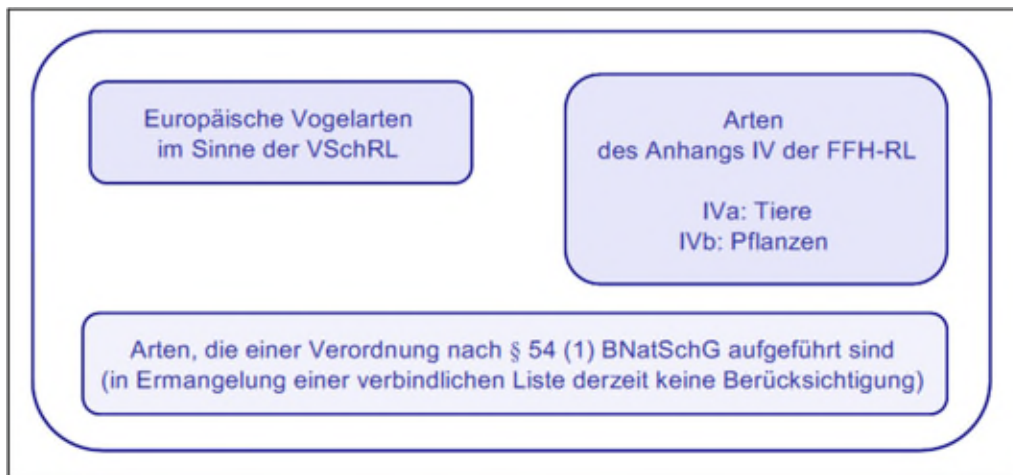 Europäische Vogelarten
im Sinne der VSchRL
Arten
des Anhangs IV der FFH-RL
IVa: Tiere
IVb: Pflanzen
Arten, die einer Verordnung nach § 54 (1) BNatSchG aufgeführt sind
(in Ermangelung einer verbindlichen Liste derzeit keine Berücksichtigung)